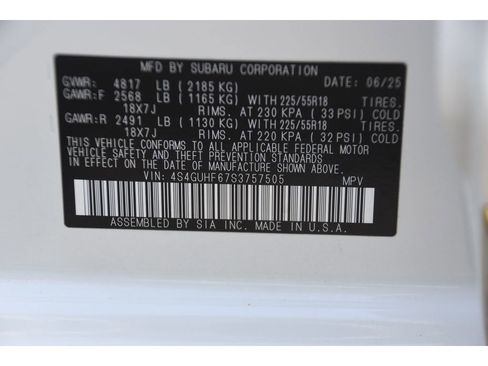 MFD BY SUBARU CORPORATION DATE: 06/25
GVWR: 4817 LB ( 2185 KG)
GAWR:F 2568 LB ( 1165 KG) WITH 225/55R18 TIRES.
18X7J RIMS. AT 230 KPA ( 33 PSI) COLD
GAWR:R 2491 LB ( 1130 KG) WITH 225/55R18 TIRES.
18X7J RIMS. AT 220 KPA ( 32 PSI) COLD
THIS VEHICLE CONFORMS TO ALL APPLICABLE FEDERAL MOTOR
VEHICLE SAFETY AND THEFT PREVENTION STANDARDS
IN EFFECT ON THE DATE OF MANUFACTURE SHOWN ABOVE.
VIN: 4S4GUHF67S3757505 MPV
ASSEMBLED BY SIA INC. MADE IN U.S.A.